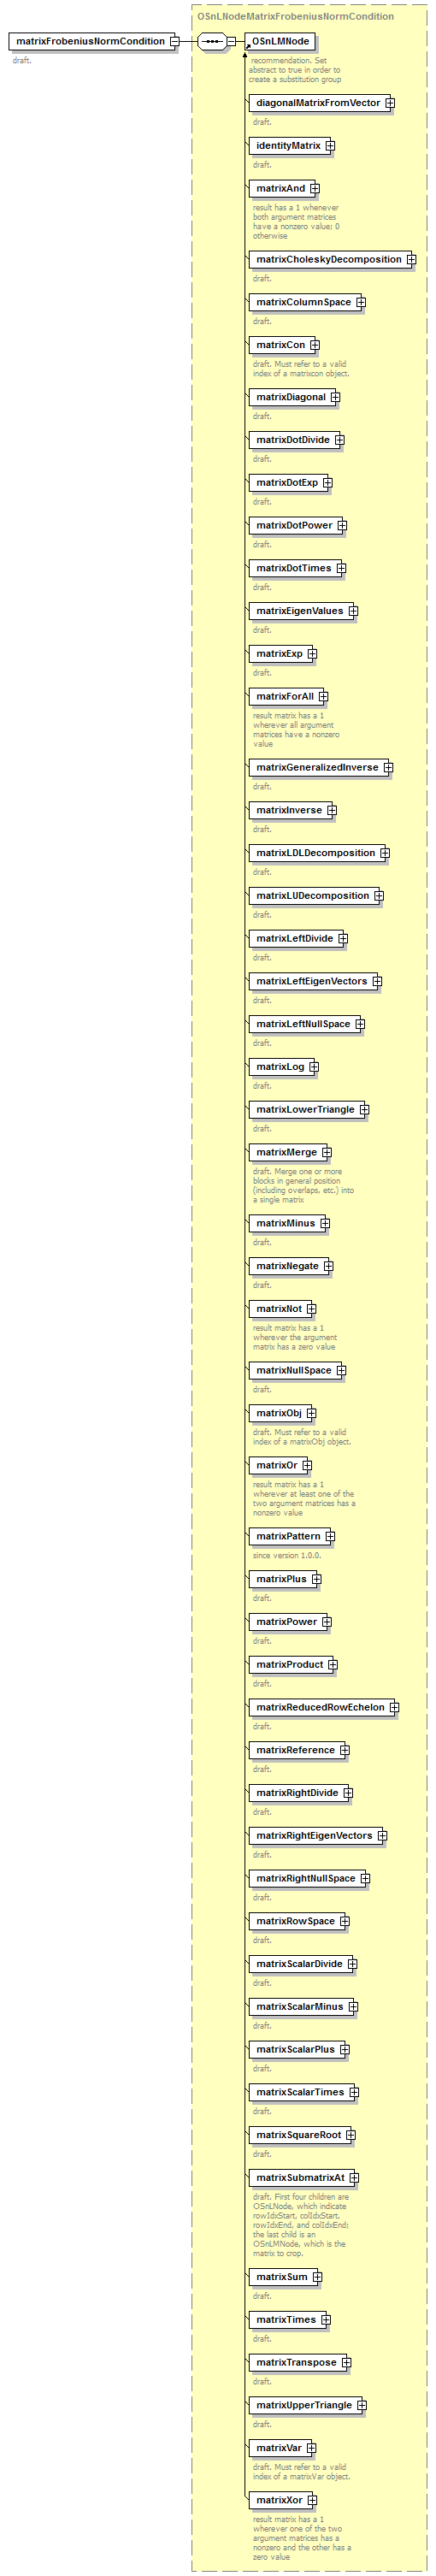 OSnLNodeMatrixFrobeniusNormCondition
matrixFrobeniusNormCondition
draft.
OSnLMNode
recommendation. Set
abstract to true in order to
create a substitution group
diagonalMatrixFromVector
draft.
identityMatrix
draft.
matrixAnd
result has a 1 whenever
both argument matrices
have a nonzero value; 0
otherwise
matrixCholeskyDecomposition
draft.
matrixColumnSpace
draft.
matrixCon
draft. Must refer to a valid
index of a matrixcon object.
matrixDiagonal
draft.
matrixDotDivide
draft.
matrixDotExp
draft.
matrixDotPower
draft.
matrixDotTimes
draft.
matrixEigenValues
draft.
matrixExp
draft.
matrixForAll
result matrix has a 1
wherever all argument
matrices have a nonzero
value
matrixGeneralizedInverse
draft.
matrixInverse
draft.
matrixLDLDecomposition
draft.
matrixLUDecomposition
draft.
matrixLeftDivide
draft.
matrixLeftEigenVectors
draft.
matrixLeftNullSpace
draft.
matrixLog
draft.
matrixLowerTriangle
draft.
matrixMerge
draft. Merge one or more
blocks in general position
(including overlaps, etc.) into
a single matrix
matrixMinus
draft.
matrixNegate
draft.
matrixNot
result matrix has a 1
wherever the argument
matrix has a zero value
matrixNullSpace
draft.
matrixObj
draft. Must refer to a valid
index of a matrixObj object.
matrixOr
result matrix has a 1
wherever at least one of the
two argument matrices has a
nonzero value
matrixPattern
since version 1.0.0.
matrixPlus
draft.
matrixPower
draft.
matrixProduct
draft.
matrixReducedRowEchelon
draft.
matrixReference
draft.
matrixRightDivide
draft.
matrixRightEigenVectors
draft.
matrixRightNullSpace
draft.
matrixRowSpace
draft.
matrixScalarDivide
draft.
matrixScalarMinus
draft.
matrixScalarPlus
draft.
matrixScalarTimes
draft.
matrixSquareRoot
draft.
matrixSubmatrixAt
draft. First four children are
OSnLNode, which indicate
rowIdxStart, colIdxStart,
rowIdxEnd, and colIdxEnd;
the last child is an
OSnLMNode, which is the
matrix to crop.
matrixSum
draft.
matrixTimes
draft.
matrixTranspose
draft.
matrixUpperTriangle
draft.
matrixVar
draft. Must refer to a valid
index of a matrixVar object.
matrixXor
result matrix has a 1
wherever one of the two
argument matrices has a
nonzero and the other has a
zero value